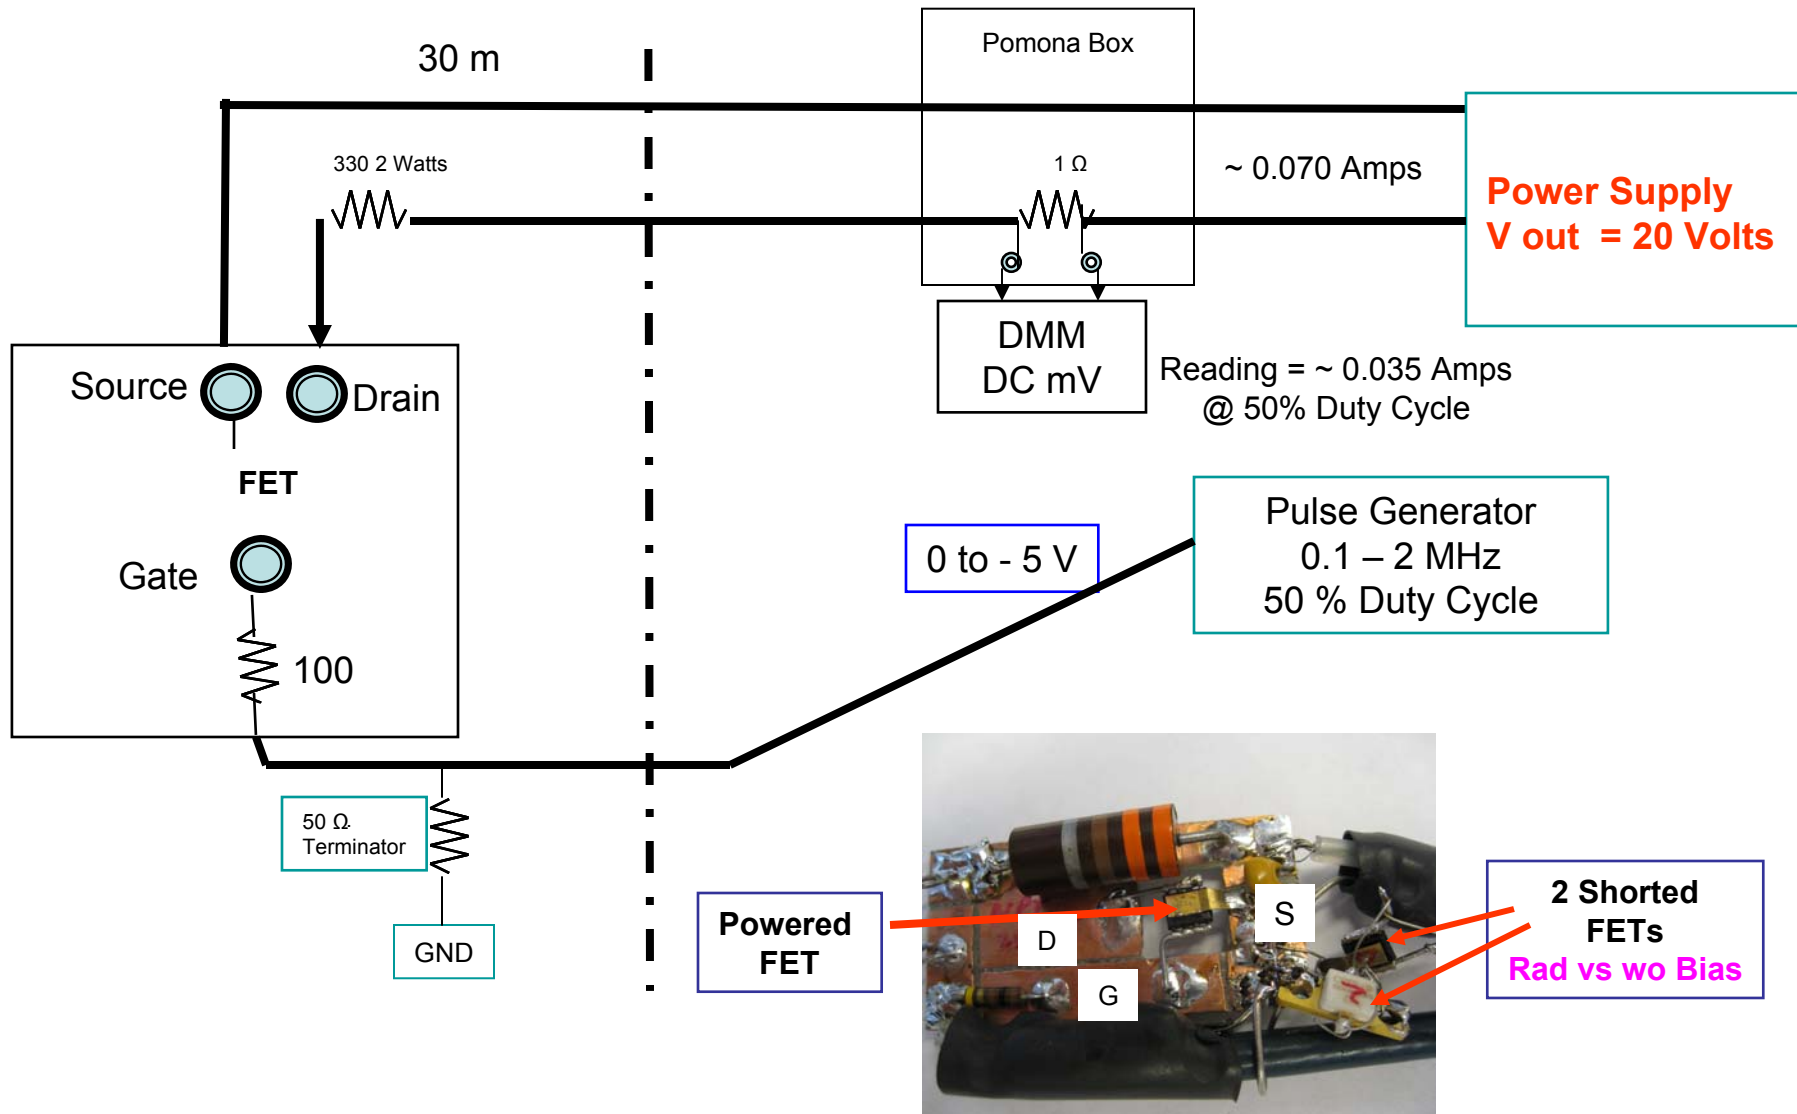 30 m
Pomona Box
330 2 Watts
1 Ω
~ 0.070 Amps
Power Supply
V out = 20 Volts
DMM
DC mV
Reading = ~ 0.035 Amps
@ 50% Duty Cycle
Source
Drain
FET
Gate
100
0 to - 5 V
Pulse Generator
0.1 – 2 MHz
50 % Duty Cycle
50 Ω
Terminator
GND
Powered
FET
D
S
G
2 Shorted
FETs
Rad vs wo Bias